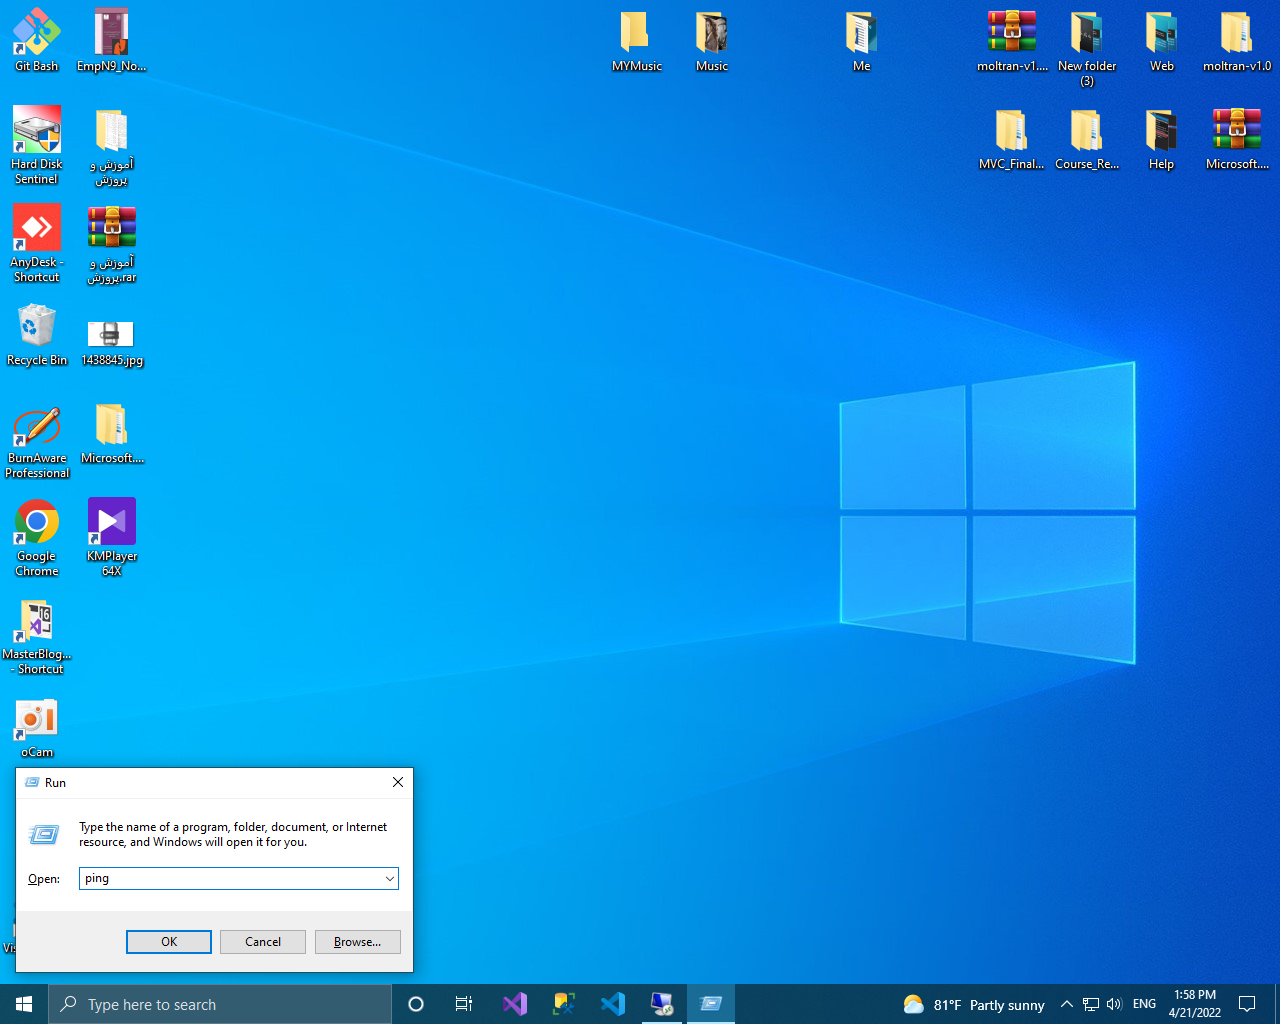 Git Bash
EmpN9_No...
MYMusic
Music
Me
moltran-v1....
New folder
(3)
Web
moltran-v1.0
Hard Disk
Sentinel
آموزش و
پرورش
MVC_Final...
Course_Re...
Help
Microsoft....
AnyDesk -
Shortcut
آموزش و
پرورش.rar
Recycle Bin
1438845.jpg
BurnAware
Professional
Microsoft....
Google
Chrome
KMPlayer
64X
MasterBlog...
- Shortcut
oCam
Run
Type the name of a program, folder, document, or Internet
resource, and Windows will open it for you.
Open:
ping
OK
Cancel
Browse...
Type here to search
81°F Partly sunny
ENG
1:58 PM
4/21/2022